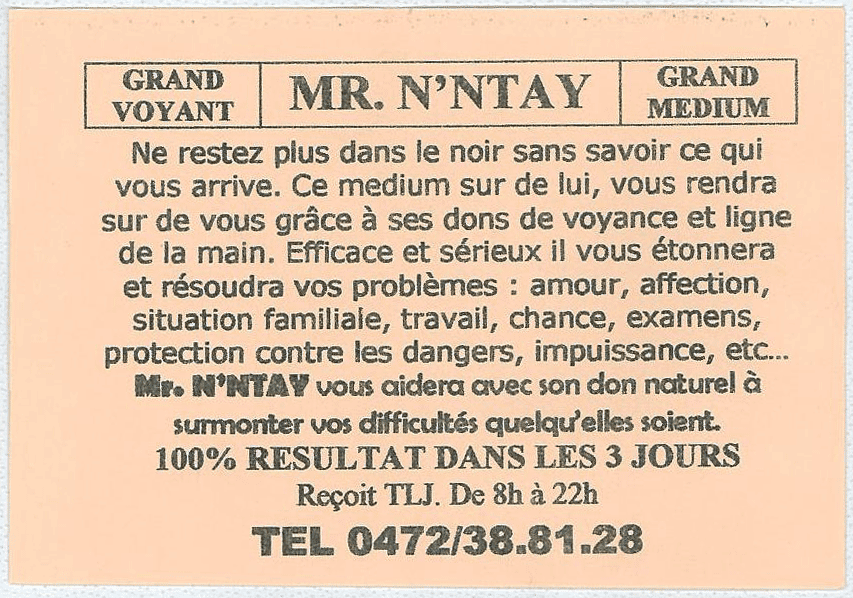 GRAND VOYANT
MR. N'NTAY
GRAND MEDIUM
Ne restez plus dans le noir sans savoir ce qui
vous arrive. Ce medium sur de lui, vous rendra
sur de vous grâce à ses dons de voyance et ligne
de la main. Efficace et sérieux il vous étonnera
et résoudra vos problèmes : amour, affection,
situation familiale, travail, chance, examens,
protection contre les dangers, impuissance, etc...
Mr. N'NTAY vous aidera avec son don naturel à
surmonter vos difficultés quelqu'elles soient.
100% RESULTAT DANS LES 3 JOURS
Reçoit TLJ. De 8h à 22h
TEL 0472/38.81.28